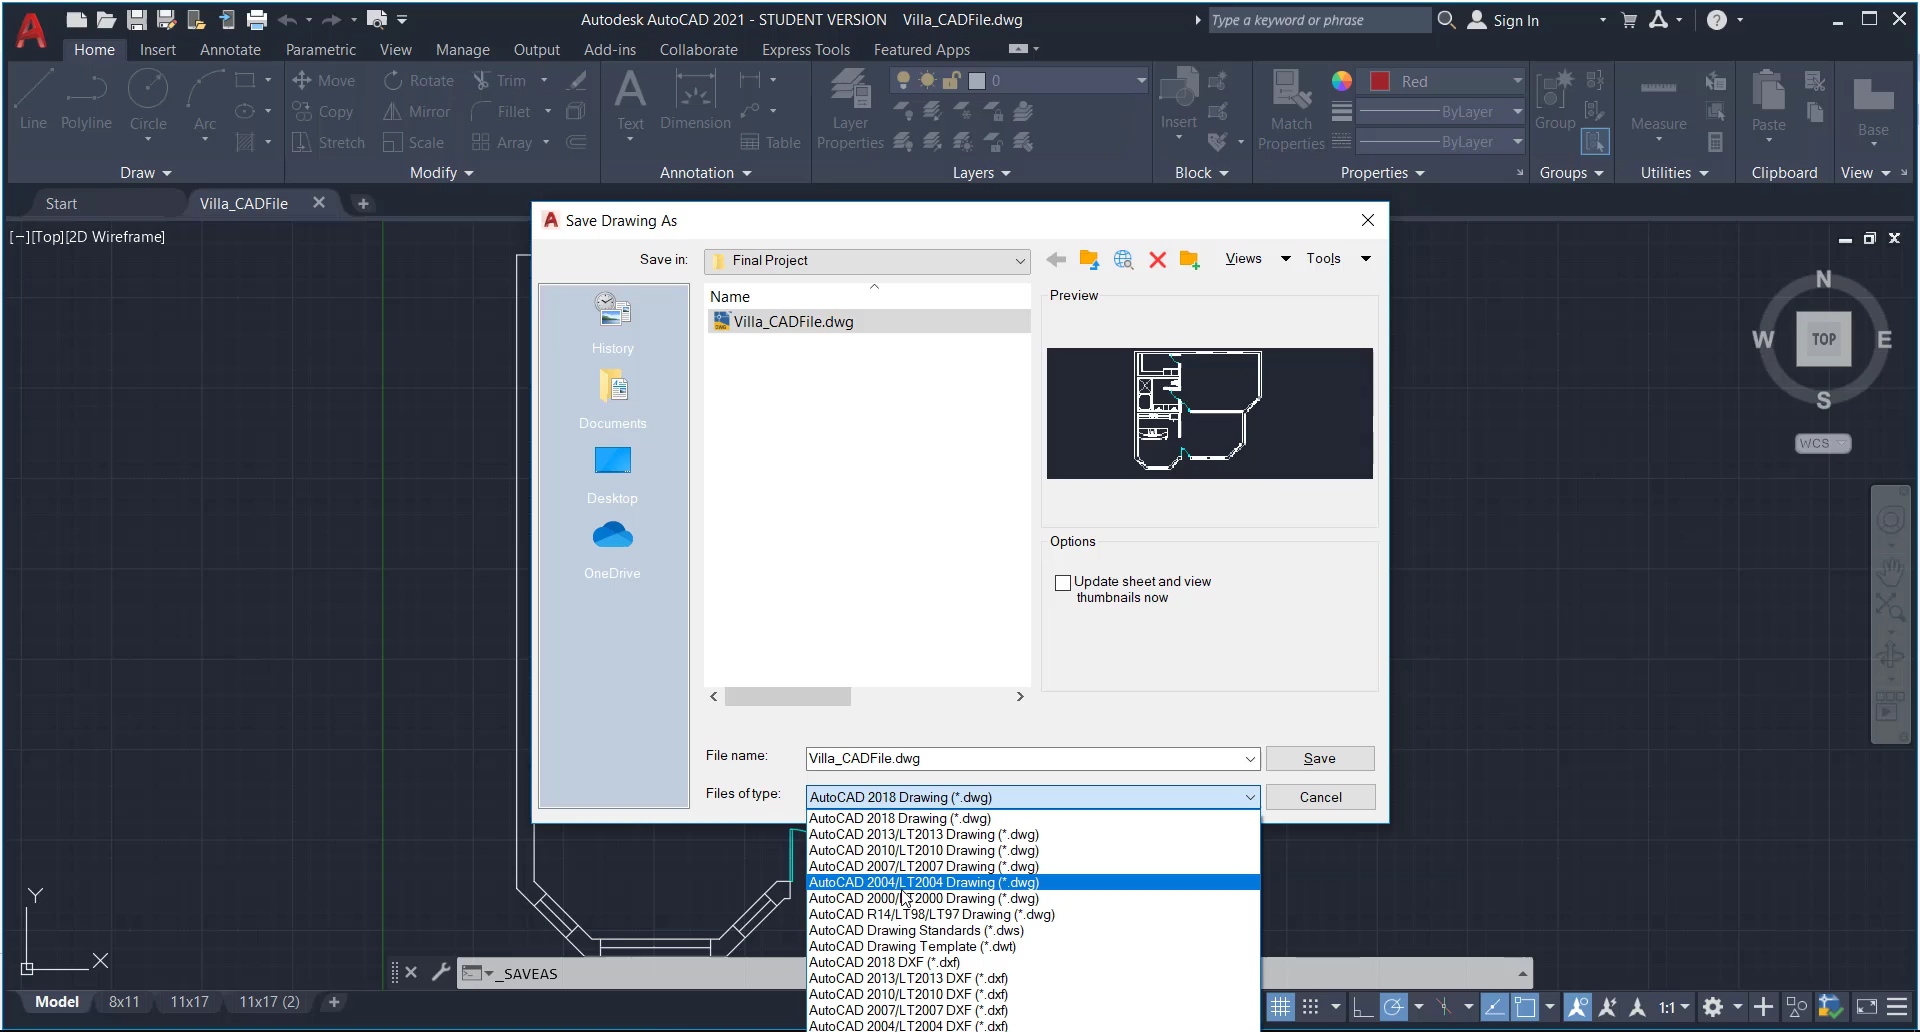 Autodesk AutoCAD 2021 - STUDENT VERSION Villa_CADFile.dwg
Type a keyword or phrase
Sign In
Home Insert Annotate Parametric View Manage Output Add-ins Collaborate Express Tools Featured Apps
Line Polyline Circle Arc
Move Rotate Trim
Copy Mirror Fillet
Stretch Scale Array
Text Dimension Table
Layer Properties
0
Insert
Match Properties
Red
ByLayer
ByLayer
Group
Measure
Paste
Base
Draw Modify Annotation Layers Block Properties Groups Utilities Clipboard View
Start Villa_CADFile
[−][Top][2D Wireframe]
Save Drawing As
Save in: Final Project Views Tools
Name
Villa_CADFile.dwg
History
Documents
Desktop
OneDrive
Preview
Options
Update sheet and view
thumbnails now
File name: Villa_CADFile.dwg Save
Files of type: AutoCAD 2018 Drawing (*.dwg) Cancel
AutoCAD 2018 Drawing (*.dwg)
AutoCAD 2013/LT2013 Drawing (*.dwg)
AutoCAD 2010/LT2010 Drawing (*.dwg)
AutoCAD 2007/LT2007 Drawing (*.dwg)
AutoCAD 2004/LT2004 Drawing (*.dwg)
AutoCAD 2000/LT2000 Drawing (*.dwg)
AutoCAD R14/LT98/LT97 Drawing (*.dwg)
AutoCAD Drawing Standards (*.dws)
AutoCAD Drawing Template (*.dwt)
AutoCAD 2018 DXF (*.dxf)
AutoCAD 2013/LT2013 DXF (*.dxf)
AutoCAD 2010/LT2010 DXF (*.dxf)
AutoCAD 2007/LT2007 DXF (*.dxf)
AutoCAD 2004/LT2004 DXF (*.dxf)
N
W TOP E
S
WCS
Y
X
_SAVEAS
Model 8x11 11x17 11x17 (2)
1:1